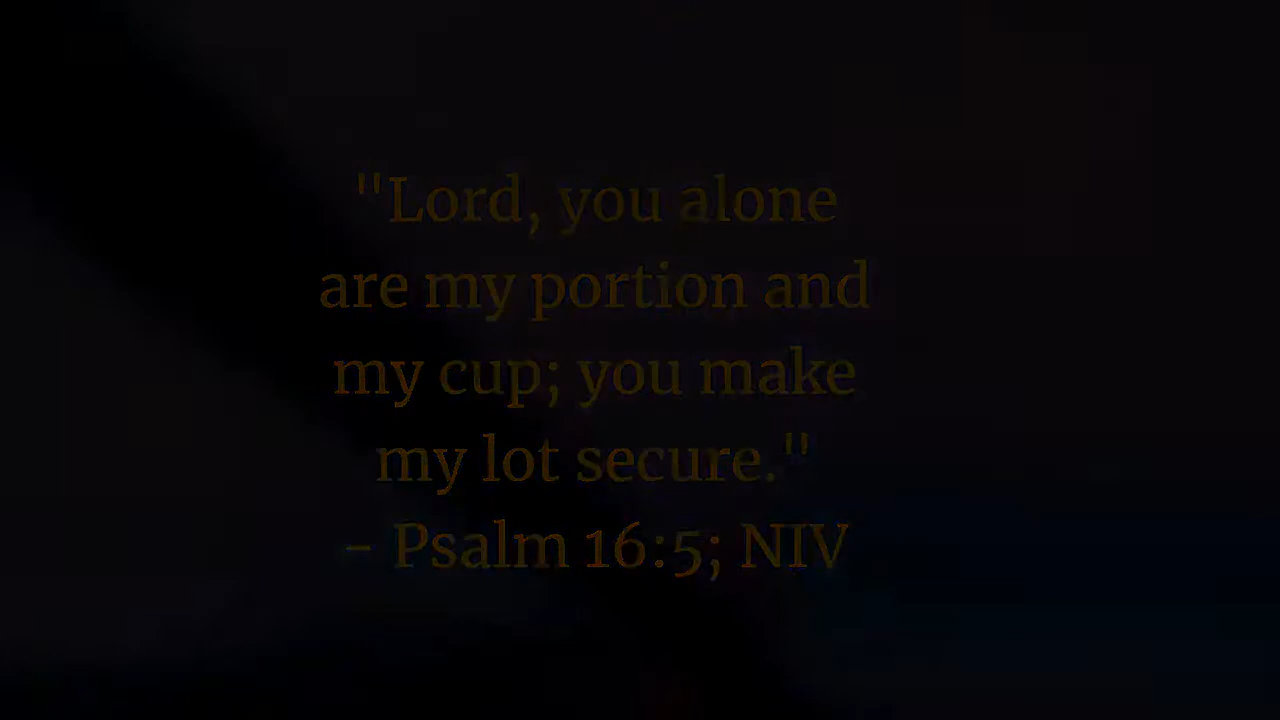 "Lord, you alone
are my portion and
my cup; you make
my lot secure."
- Psalm 16:5; NIV